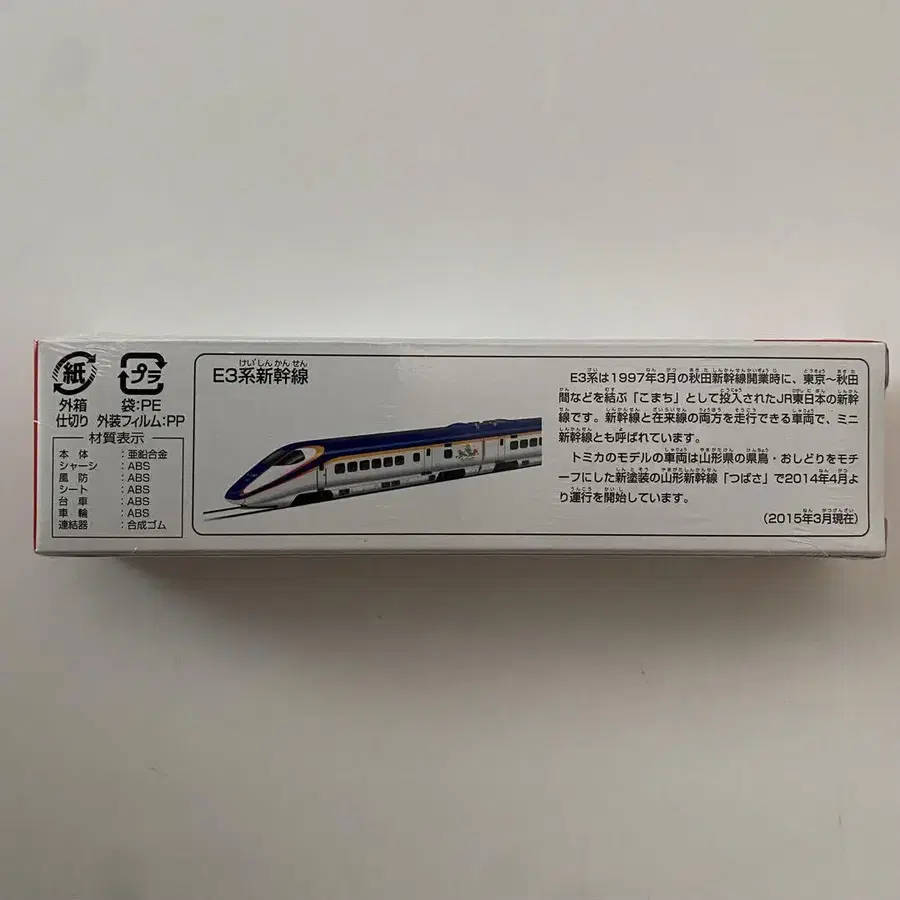 紙
プラ
外箱
仕切り
袋:PE
外装フィルム:PP
材質表示
本体:亜鉛合金
シャーシ:ABS
風防:ABS
シート:ABS
台車:ABS
車輪:ABS
連結器:合成ゴム
けいしんかんせん
E3系新幹線
E3系は1997年3月の秋田新幹線開業時に、東京〜秋田
間などを結ぶ「こまち」として投入されたJR東日本の新幹
線です。新幹線と在来線の両方を走行できる車両で、ミニ
新幹線とも呼ばれています。
トミカのモデルの車両は山形県の県鳥・おしどりをモチ
ーフにした新塗装の山形新幹線「つばさ」で2014年4月よ
り運行を開始しています。
(2015年3月現在)